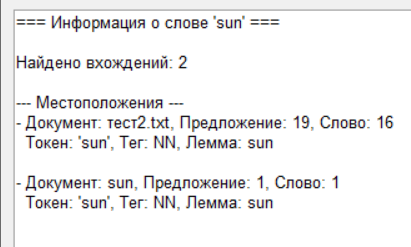 === Информация о слове 'sun' ===
Найдено вхождений: 2
--- Местоположения ---
- Документ: тест2.txt, Предложение: 19, Слово: 16
Токен: 'sun', Тег: NN, Лемма: sun
- Документ: sun, Предложение: 1, Слово: 1
Токен: 'sun', Тег: NN, Лемма: sun